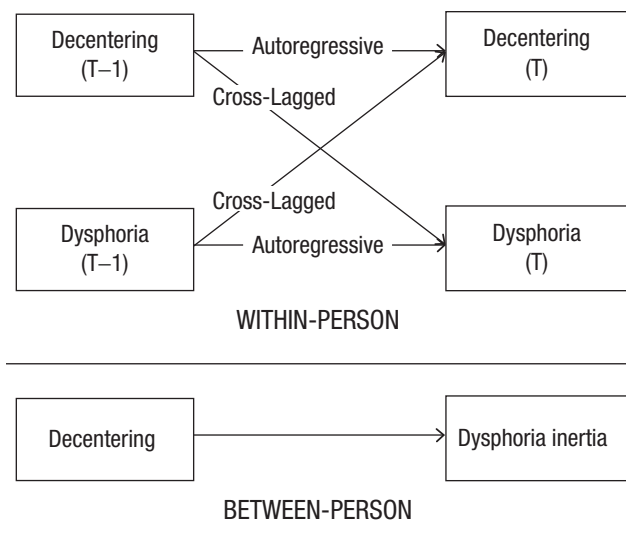 Decentering
(T–1)
Autoregressive
Decentering
(T)
Cross-Lagged
Cross-Lagged
Dysphoria
(T–1)
Autoregressive
Dysphoria
(T)
WITHIN-PERSON
Decentering
Dysphoria inertia
BETWEEN-PERSON